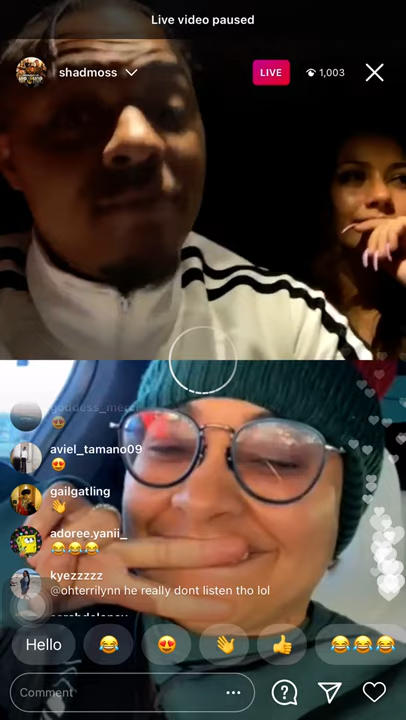 Live video paused
shadmoss
LIVE
1,003
goddess_merci
aviel_tamano09
gailgatling
adoree.yanii_
kyezzzzz
@ohterrilynn he really dont listen tho lol
Hello
Comment